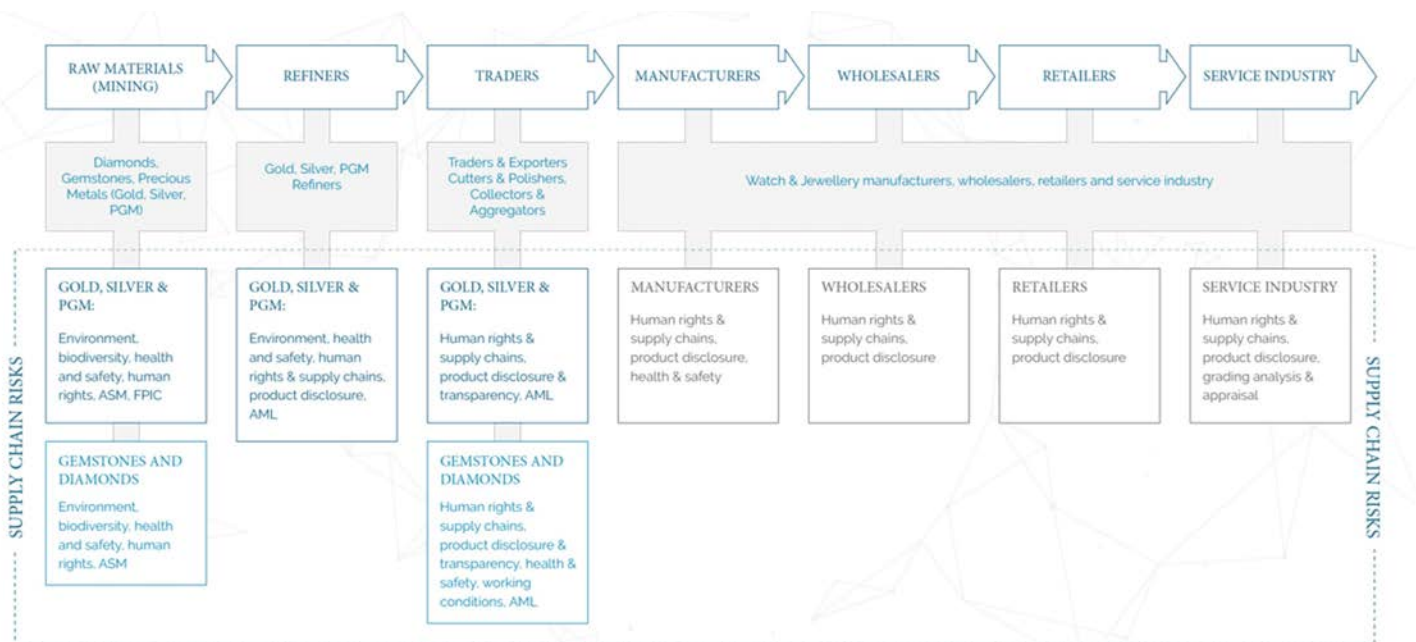 RAW MATERIALS
(MINING)
REFINERS
TRADERS
MANUFACTURERS
WHOLESALERS
RETAILERS
SERVICE INDUSTRY
Diamonds,
Gemstones, Precious
Metals (Gold, Silver,
PGM)
Gold, Silver, PGM
Refiners
Traders & Exporters
Cutters & Polishers,
Collectors &
Aggregators
Watch & Jewellery manufacturers, wholesalers, retailers and service industry
SUPPLY CHAIN RISKS
GOLD, SILVER &
PGM:
Environment,
biodiversity, health
and safety, human
rights, ASM, FPIC
GEMSTONES AND
DIAMONDS
Environment,
biodiversity, health
and safety, human
rights, ASM
GOLD, SILVER &
PGM:
Environment, health
and safety, human
rights & supply chains,
product disclosure,
AML
GOLD, SILVER &
PGM:
Human rights &
supply chains,
product disclosure &
transparency, AML
GEMSTONES AND
DIAMONDS
Human rights &
supply chains,
product disclosure &
transparency, health &
safety, working
conditions, AML
MANUFACTURERS
Human rights &
supply chains,
product disclosure,
health & safety
WHOLESALERS
Human rights &
supply chains,
product disclosure
RETAILERS
Human rights &
supply chains,
product disclosure
SERVICE INDUSTRY
Human rights &
supply chains,
product disclosure,
grading analysis &
appraisal
SUPPLY CHAIN RISKS